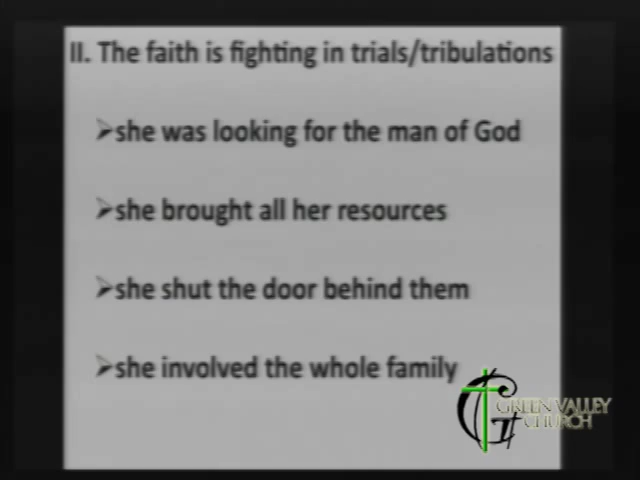 II. The faith is fighting in trials/tribulations
➢she was looking for the man of God
➢she brought all her resources
➢she shut the door behind them
➢she involved the whole family
GREEN VALLEY
CHURCH